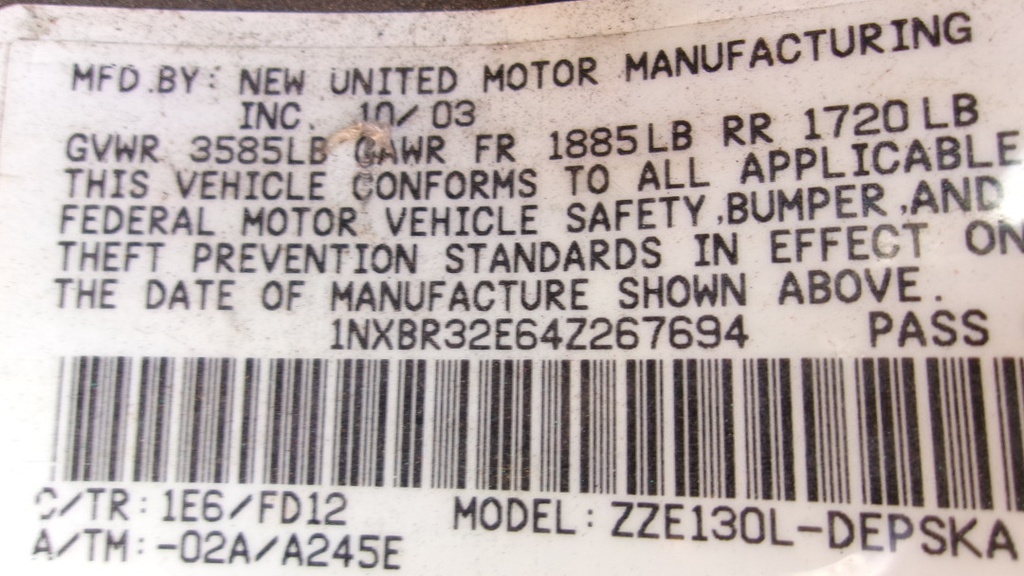 MFD.BY: NEW UNITED MOTOR MANUFACTURING
INC. 10/03
GVWR 3585LB GAWR FR 1885LB RR 1720LB
THIS VEHICLE CONFORMS TO ALL APPLICABLE
FEDERAL MOTOR VEHICLE SAFETY,BUMPER,AND
THEFT PREVENTION STANDARDS IN EFFECT ON
THE DATE OF MANUFACTURE SHOWN ABOVE.
1NXBR32E64Z267694 PASS
C/TR: 1E6/FD12 MODEL: ZZE130L-DEPSKA
A/TM: -02A/A245E